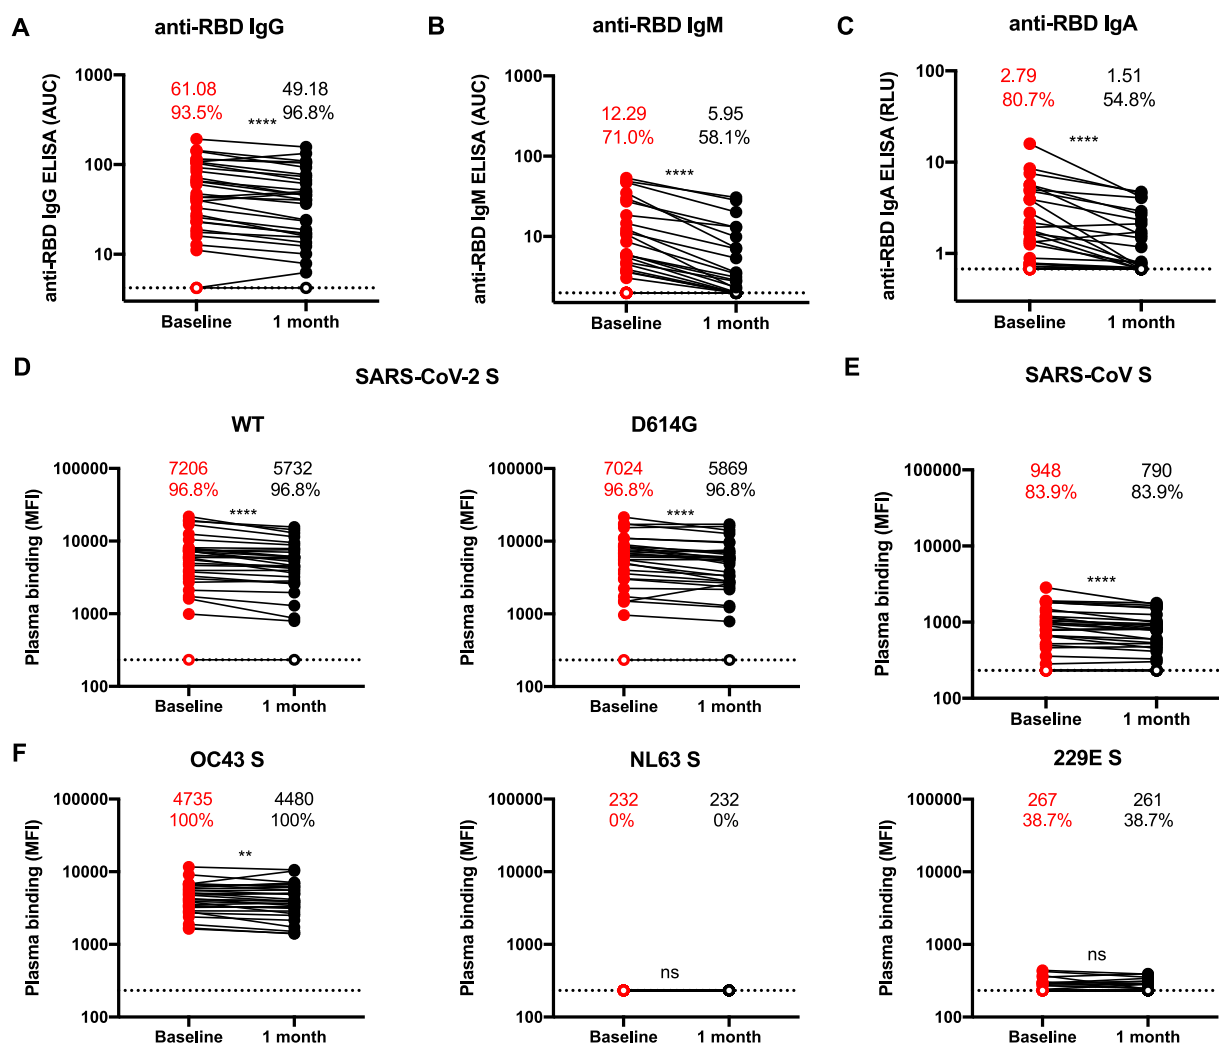 A
anti-RBD IgG
anti-RBD IgG ELISA (AUC)
1000
100
10
61.08
93.5%
49.18
96.8%
****
Baseline
1 month
B
anti-RBD IgM
anti-RBD IgM ELISA (AUC)
1000
100
10
12.29
71.0%
5.95
58.1%
****
Baseline
1 month
C
anti-RBD IgA
anti-RBD IgA ELISA (RLU)
100
10
1
2.79
80.7%
1.51
54.8%
****
Baseline
1 month
D
SARS-CoV-2 S
WT
Plasma binding (MFI)
100000
10000
1000
100
7206
96.8%
5732
96.8%
****
Baseline
1 month
D614G
Plasma binding (MFI)
100000
10000
1000
100
7024
96.8%
5869
96.8%
****
Baseline
1 month
E
SARS-CoV S
Plasma binding (MFI)
100000
10000
1000
100
948
83.9%
790
83.9%
****
Baseline
1 month
F
OC43 S
Plasma binding (MFI)
100000
10000
1000
100
4735
100%
4480
100%
**
Baseline
1 month
NL63 S
Plasma binding (MFI)
100000
10000
1000
100
232
0%
232
0%
ns
Baseline
1 month
229E S
Plasma binding (MFI)
100000
10000
1000
100
267
38.7%
261
38.7%
ns
Baseline
1 month